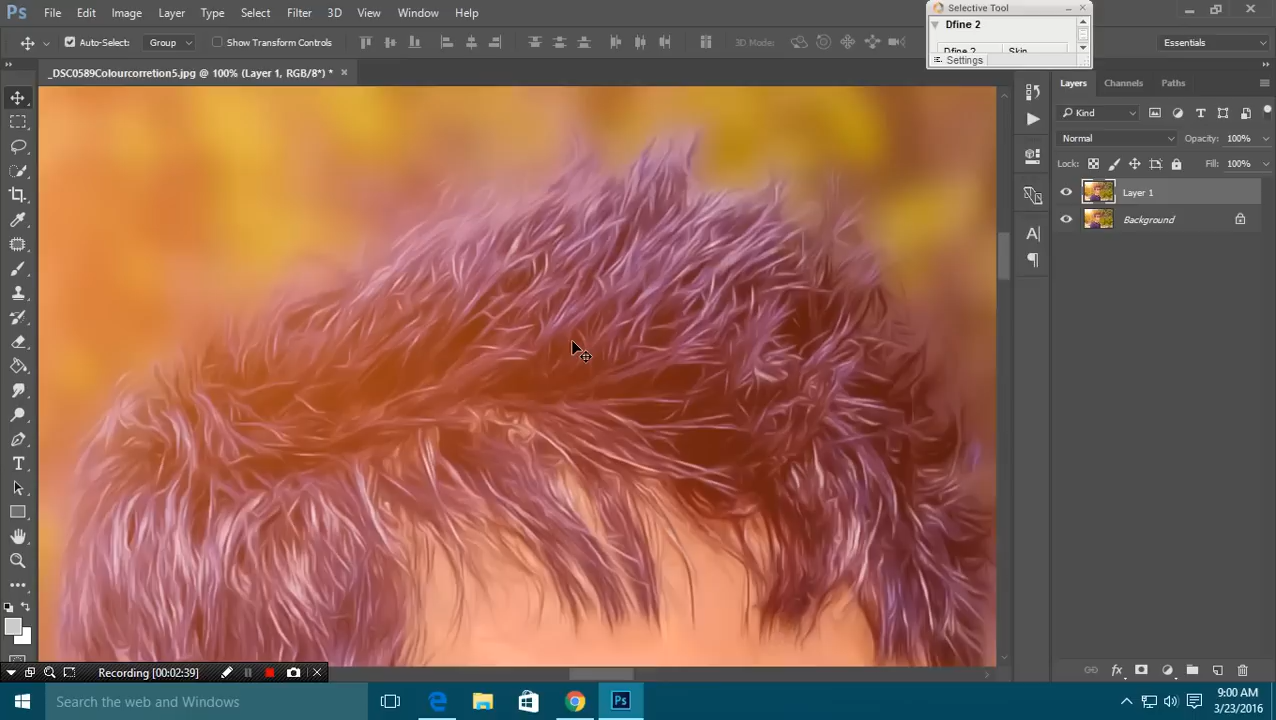 Ps File Edit Image Layer Type Select Filter 3D View Window Help
Selective Tool
Dfine 2
Dfine 2 Skin
Settings
Auto-Select: Group Show Transform Controls 3D Mode: Essentials
_DSC0589Colourcorretion5.jpg @ 100% (Layer 1, RGB/8*) *
Layers Channels Paths
Kind
Normal Opacity: 100%
Lock: Fill: 100%
Layer 1
Background
Recording [00:02:39]
Search the web and Windows
Ps
9:00 AM
3/23/2016